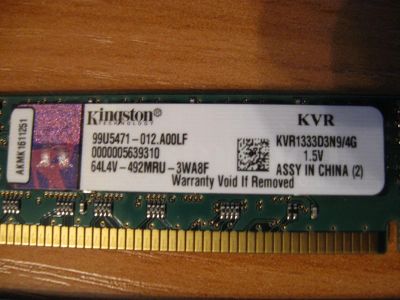 Kingston
TECHNOLOGY
KVR
99U5471-012.A00LF
0000005639310
64L4V-492MRU-3WA8F
Warranty Void If Removed
KVR1333D3N9/4G
1.5V
ASSY IN CHINA (2)
AKMK1611251